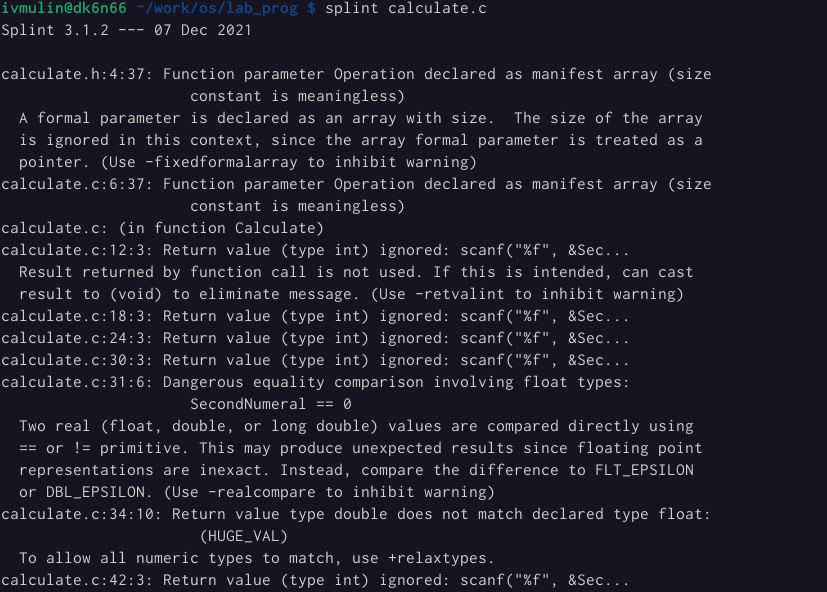 ivmulin@dk6n66 ~/work/os/lab_prog $ splint calculate.c
Splint 3.1.2 --- 07 Dec 2021
calculate.h:4:37: Function parameter Operation declared as manifest array (size
constant is meaningless)
A formal parameter is declared as an array with size.  The size of the array
is ignored in this context, since the array formal parameter is treated as a
pointer. (Use -fixedformalarray to inhibit warning)
calculate.c:6:37: Function parameter Operation declared as manifest array (size
constant is meaningless)
calculate.c: (in function Calculate)
calculate.c:12:3: Return value (type int) ignored: scanf("%f", &Sec...
Result returned by function call is not used. If this is intended, can cast
result to (void) to eliminate message. (Use -retvalint to inhibit warning)
calculate.c:18:3: Return value (type int) ignored: scanf("%f", &Sec...
calculate.c:24:3: Return value (type int) ignored: scanf("%f", &Sec...
calculate.c:30:3: Return value (type int) ignored: scanf("%f", &Sec...
calculate.c:31:6: Dangerous equality comparison involving float types:
SecondNumeral == 0
Two real (float, double, or long double) values are compared directly using
== or != primitive. This may produce unexpected results since floating point
representations are inexact. Instead, compare the difference to FLT_EPSILON
or DBL_EPSILON. (Use -realcompare to inhibit warning)
calculate.c:34:10: Return value type double does not match declared type float:
(HUGE_VAL)
To allow all numeric types to match, use +relaxtypes.
calculate.c:42:3: Return value (type int) ignored: scanf("%f", &Sec...